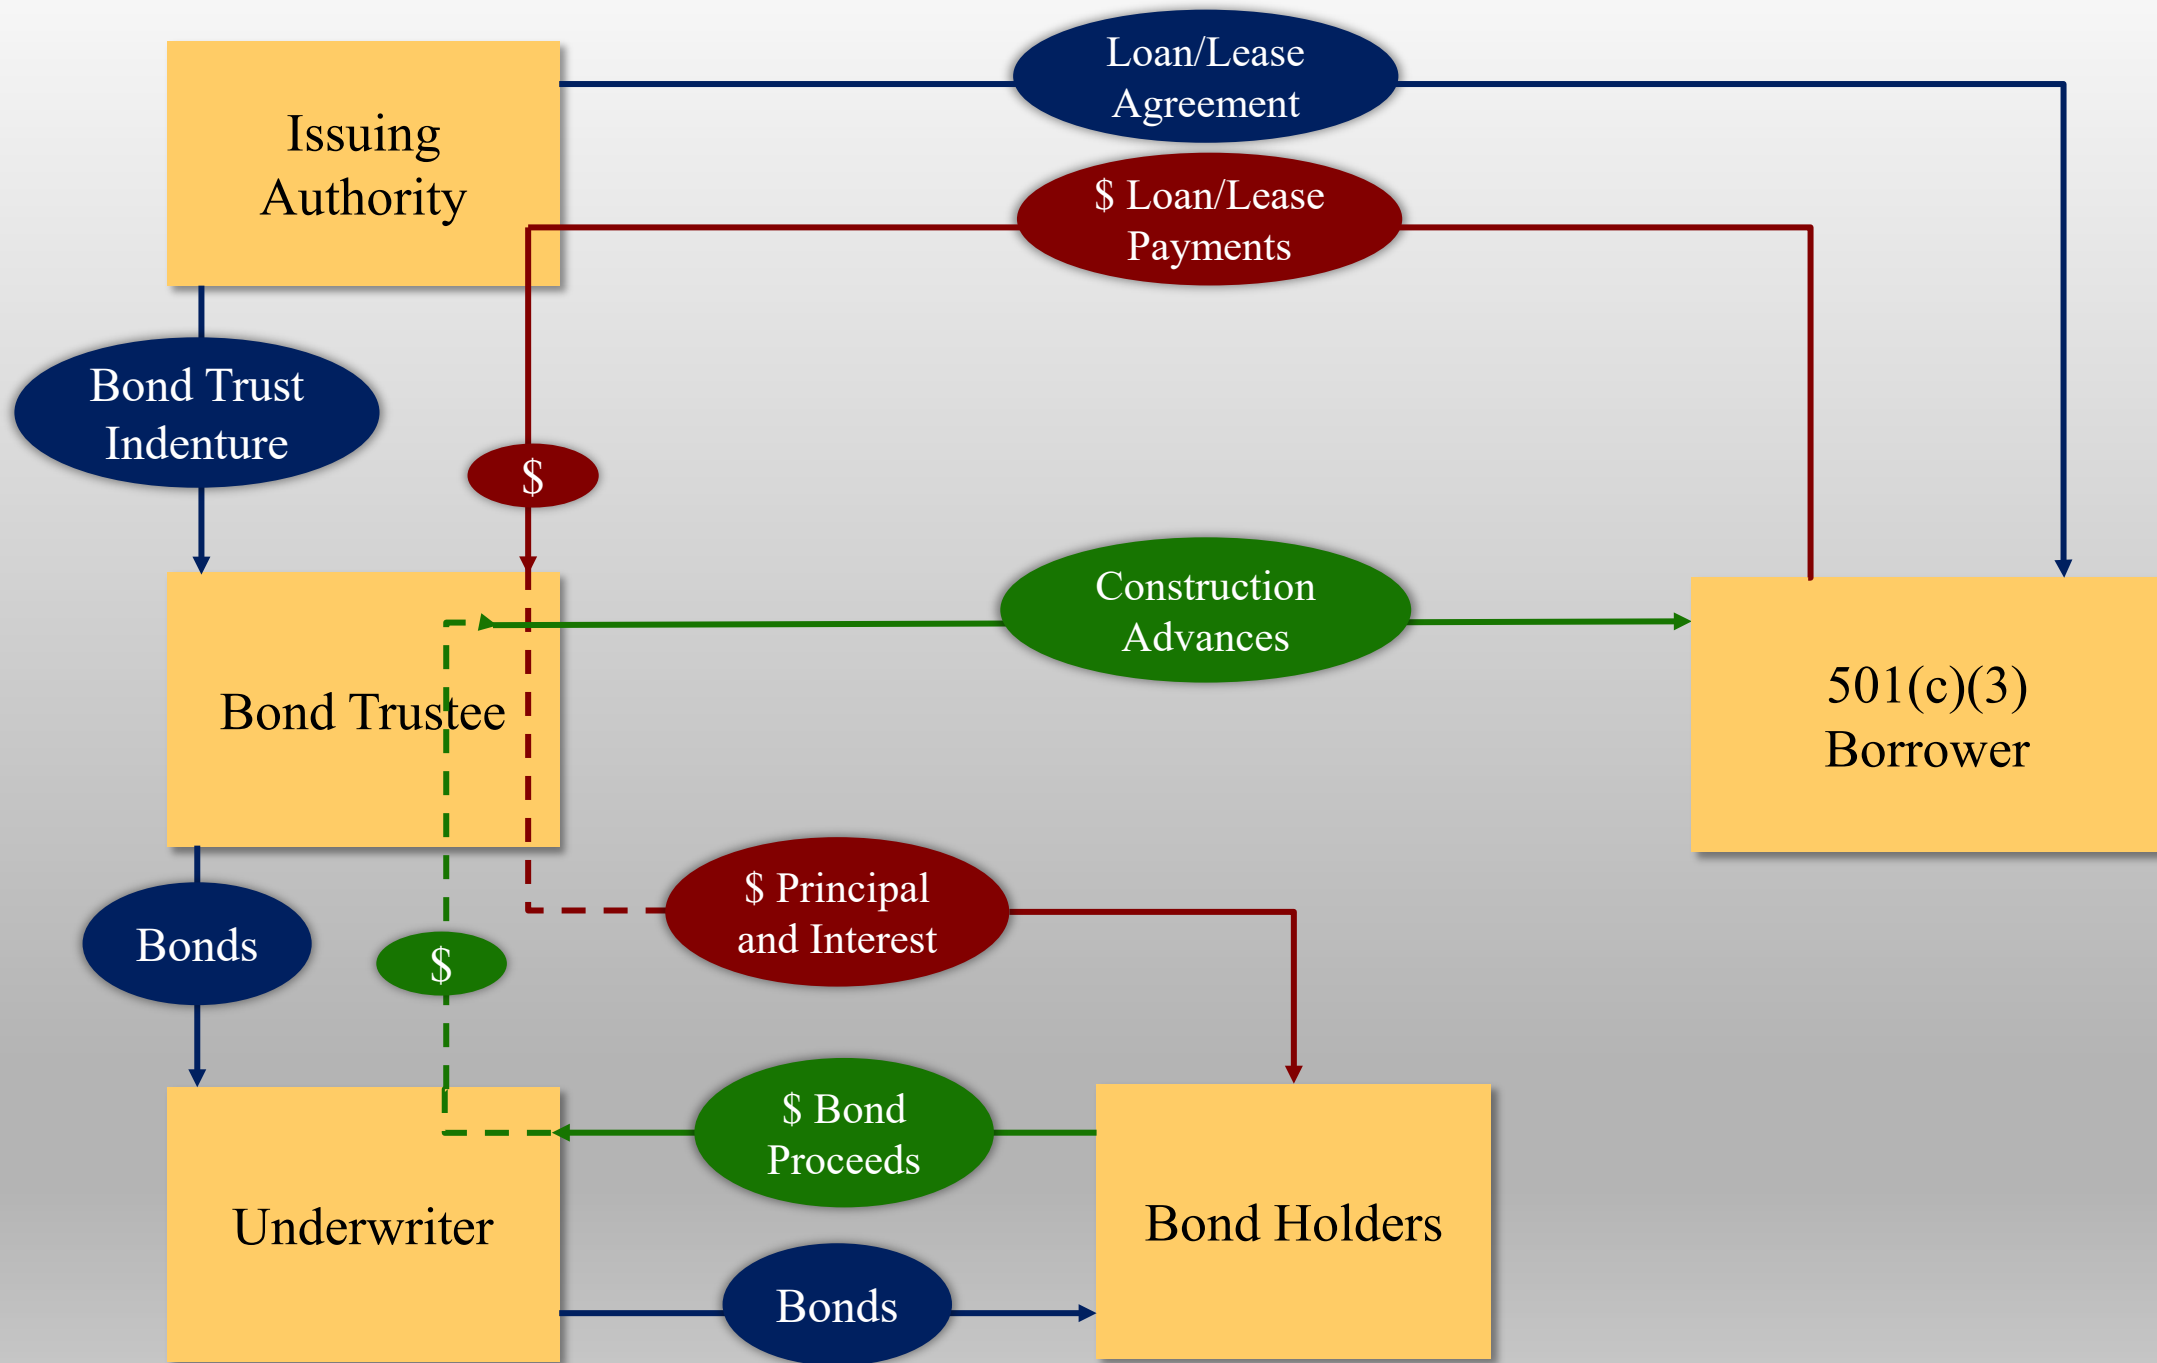 Issuing
Authority
Loan/Lease
Agreement
$ Loan/Lease
Payments
Bond Trust
Indenture
$
Construction
Advances
Bond Trustee
501(c)(3)
Borrower
$ Principal
and Interest
Bonds
$
$ Bond
Proceeds
Underwriter
Bond Holders
Bonds